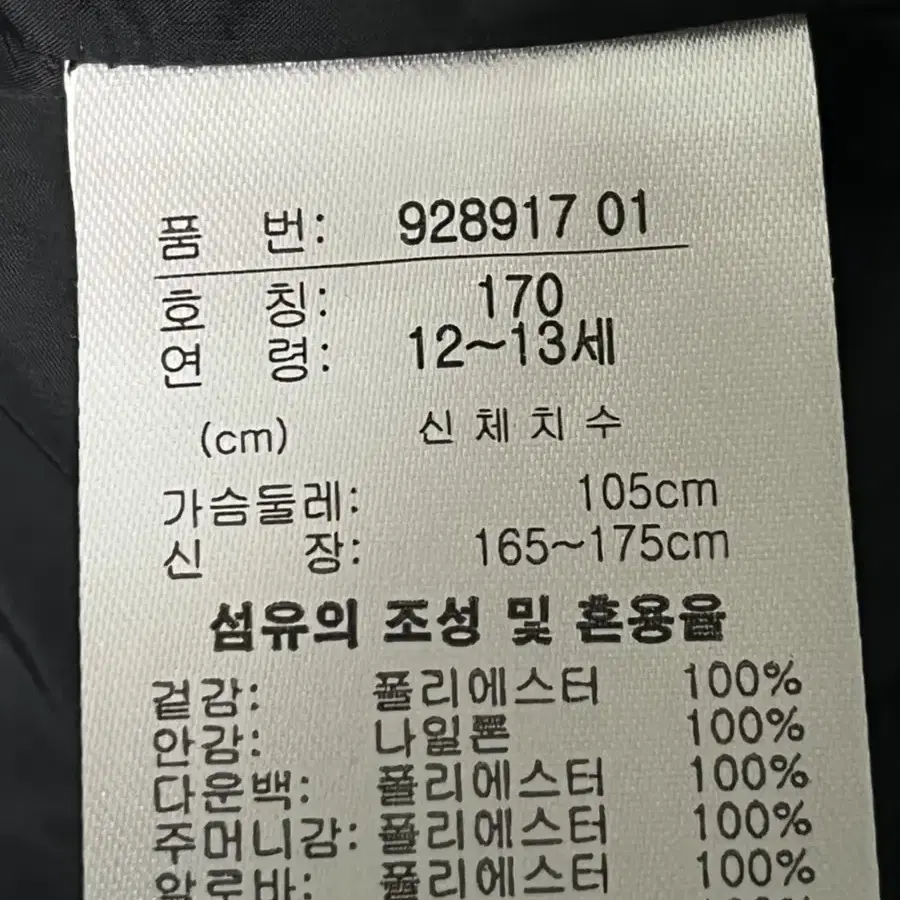 품 번: 928917 01
호 칭: 170
연 령: 12~13세
(cm) 신 체 치 수
가슴둘레: 105cm
신 장: 165~175cm
섬유의 조성 및 혼용율
겉감: 폴리에스터 100%
안감: 나일론 100%
다운백: 폴리에스터 100%
주머니감: 폴리에스터 100%
폴리에스터 100%